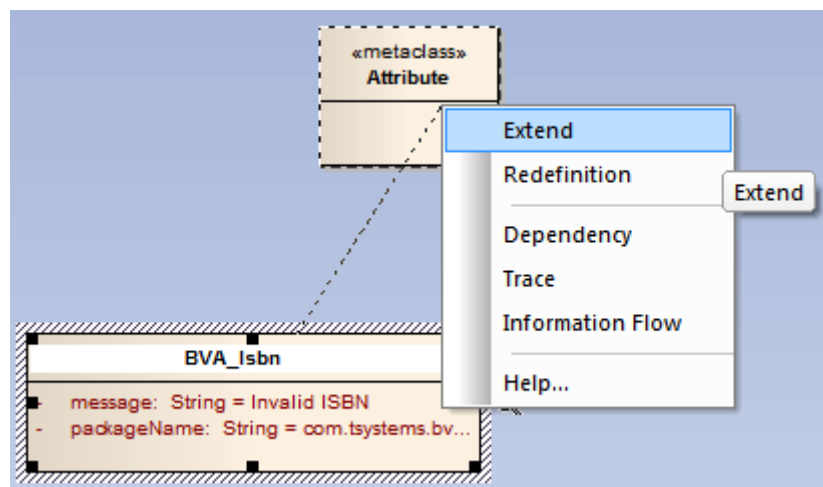 «metaclass»
Attribute
Extend
Redefinition
Extend
Dependency
Trace
Information Flow
Help...
BVA_Isbn
- message: String = Invalid ISBN
- packageName: String = com.tsystems.bv...